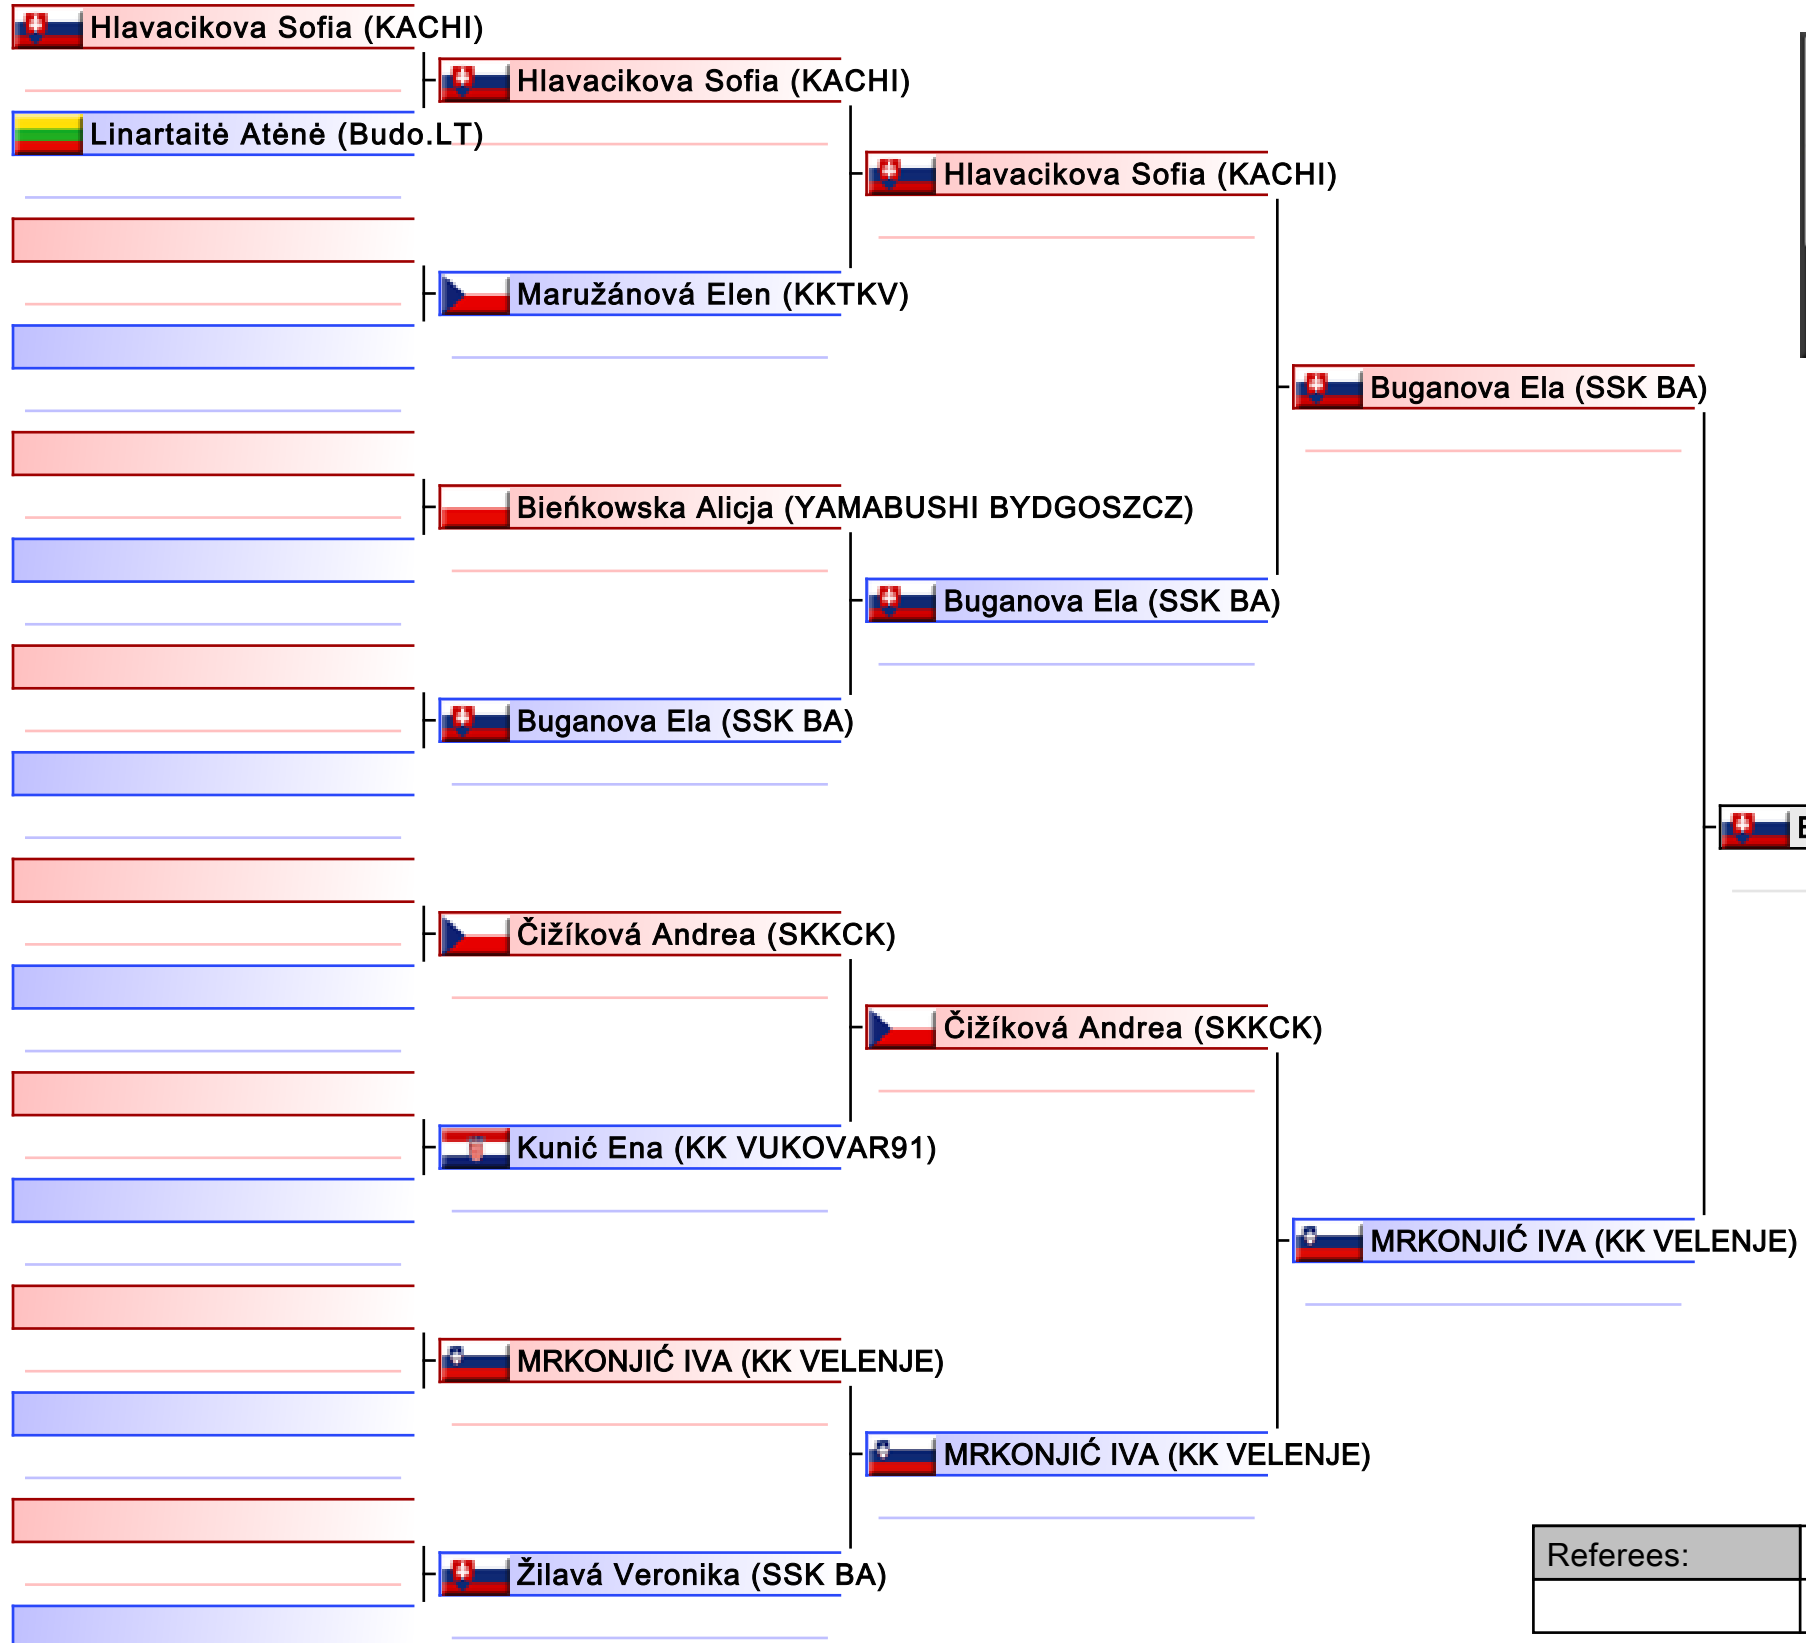 Hlavacikova Sofia (KACHI)
Linartaitė Atėnė (Budo.LT)
Hlavacikova Sofia (KACHI)
Maružánová Elen (KKTKV)
Bieńkowska Alicja (YAMABUSHI BYDGOSZCZ)
Buganova Ela (SSK BA)
Čižíková Andrea (SKKCK)
Kunić Ena (KK VUKOVAR91)
MRKONJIĆ IVA (KK VELENJE)
Žilavá Veronika (SSK BA)
Hlavacikova Sofia (KACHI)
Buganova Ela (SSK BA)
Čižíková Andrea (SKKCK)
MRKONJIĆ IVA (KK VELENJE)
Buganova Ela (SSK BA)
MRKONJIĆ IVA (KK VELENJE)
Referees: